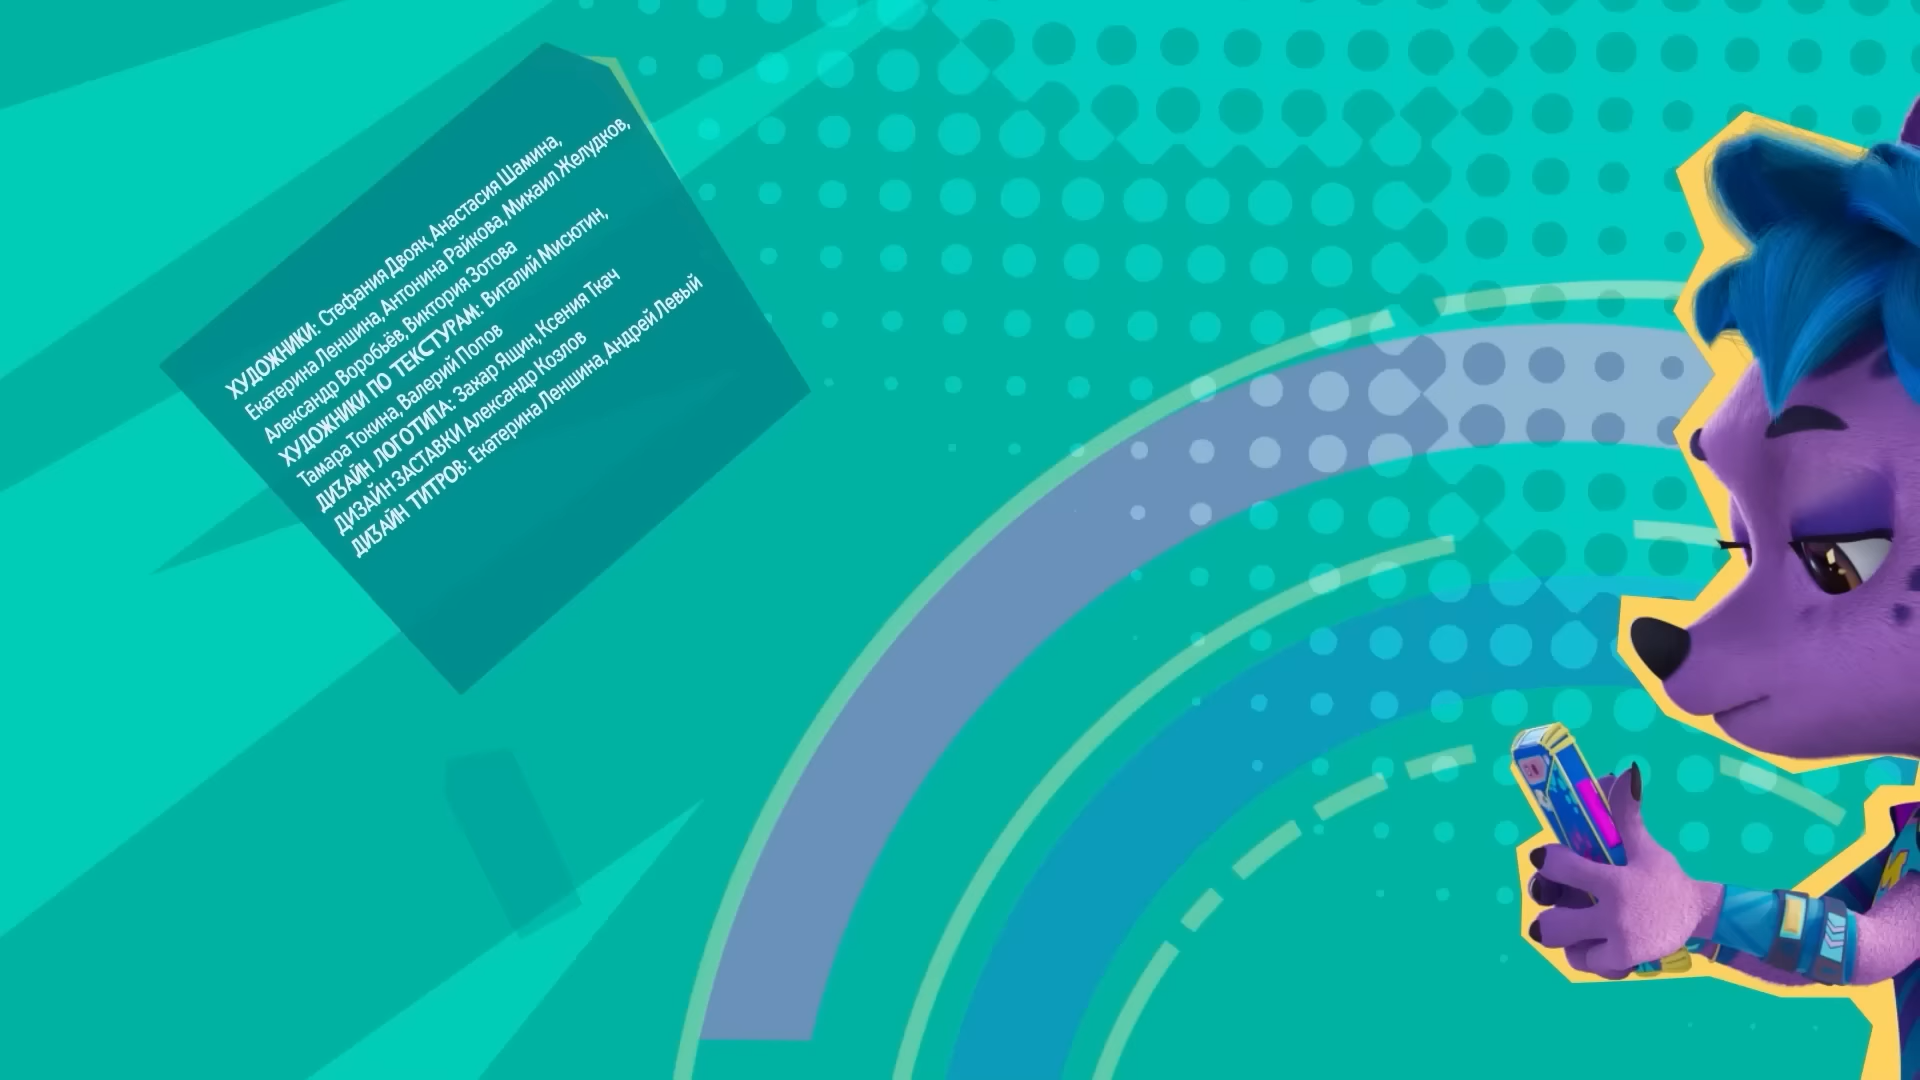 ХУДОЖНИКИ: Стефания Двояк, Анастасия Шамина,
Екатерина Леншина, Антонина Райкова, Михаил Желудков,
Александр Воробьёв, Виктория Зотова
ХУДОЖНИКИ ПО ТЕКСТУРАМ: Виталий Мисютин,
Тамара Токина, Валерий Попов
ДИЗАЙН ЛОГОТИПА: Захар Ящин, Ксения Ткач
ДИЗАЙН ЗАСТАВКИ Александр Козлов
ДИЗАЙН ТИТРОВ: Екатерина Леншина, Андрей Левый